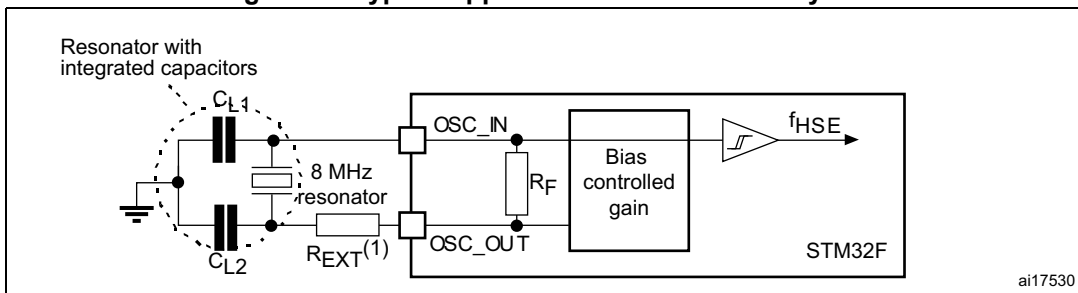 Resonator with
integrated capacitors
CL1
OSC_IN
fHSE
8 MHz
resonator
RF
Bias
controlled
gain
REXT(1)
OSC_OUT
CL2
STM32F
ai17530